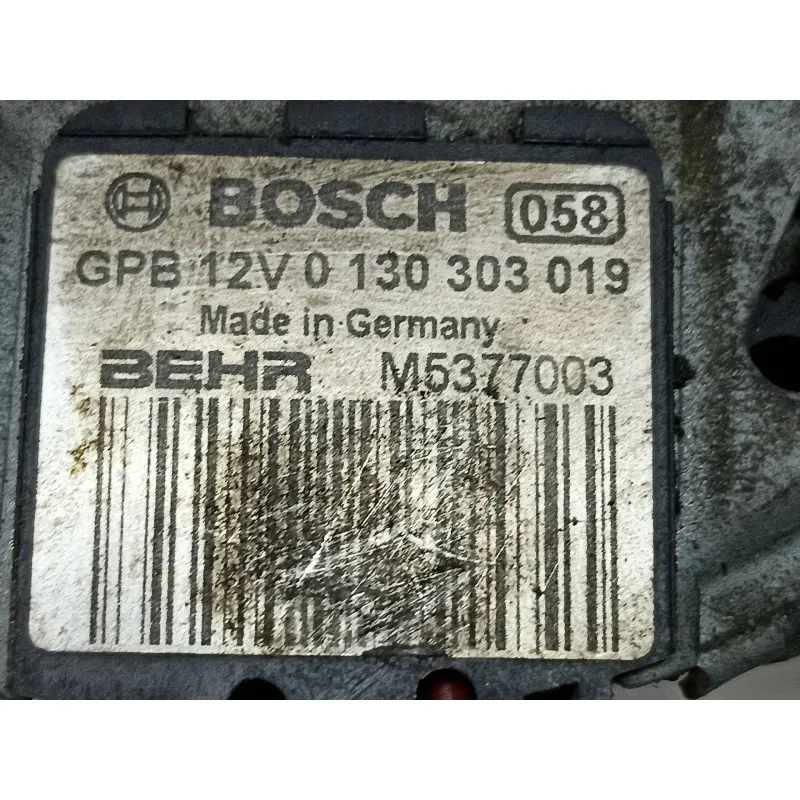 BOSCH 058
GPB 12V 0 130 303 019
Made in Germany
BEHR M5377003